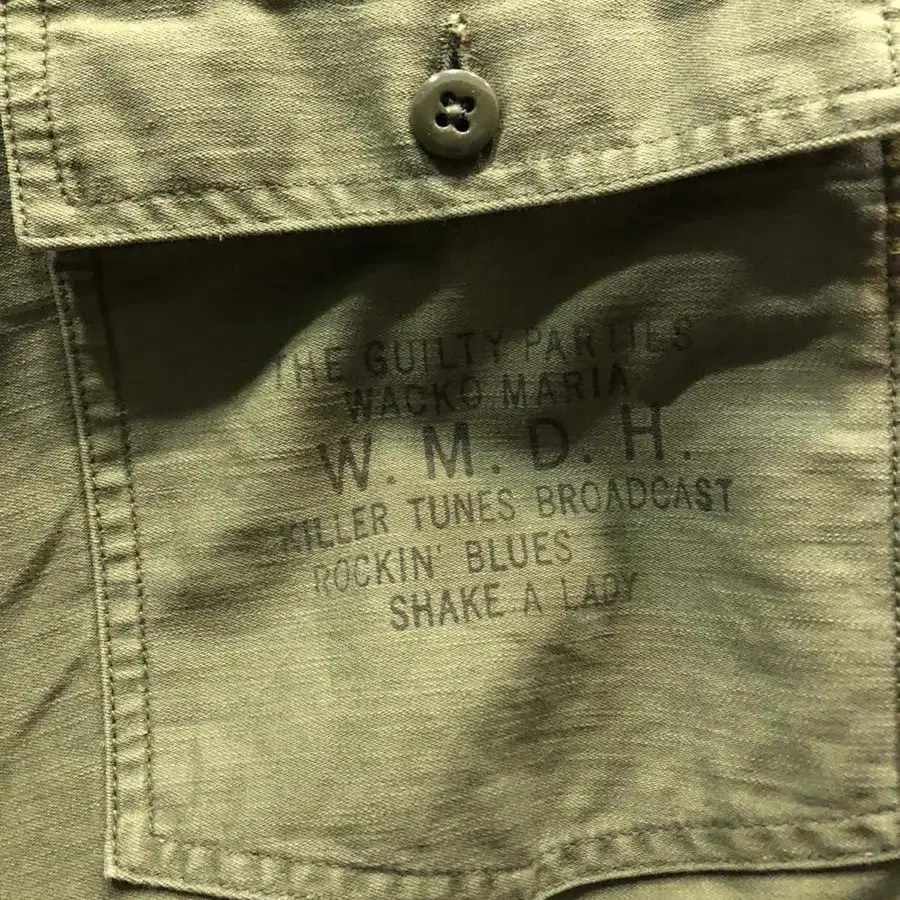 THE GUILTY PARTIES
WACKO MARIA
W. M. D. H.
KILLER TUNES BROADCAST
ROCKIN' BLUES
SHAKE A LADY